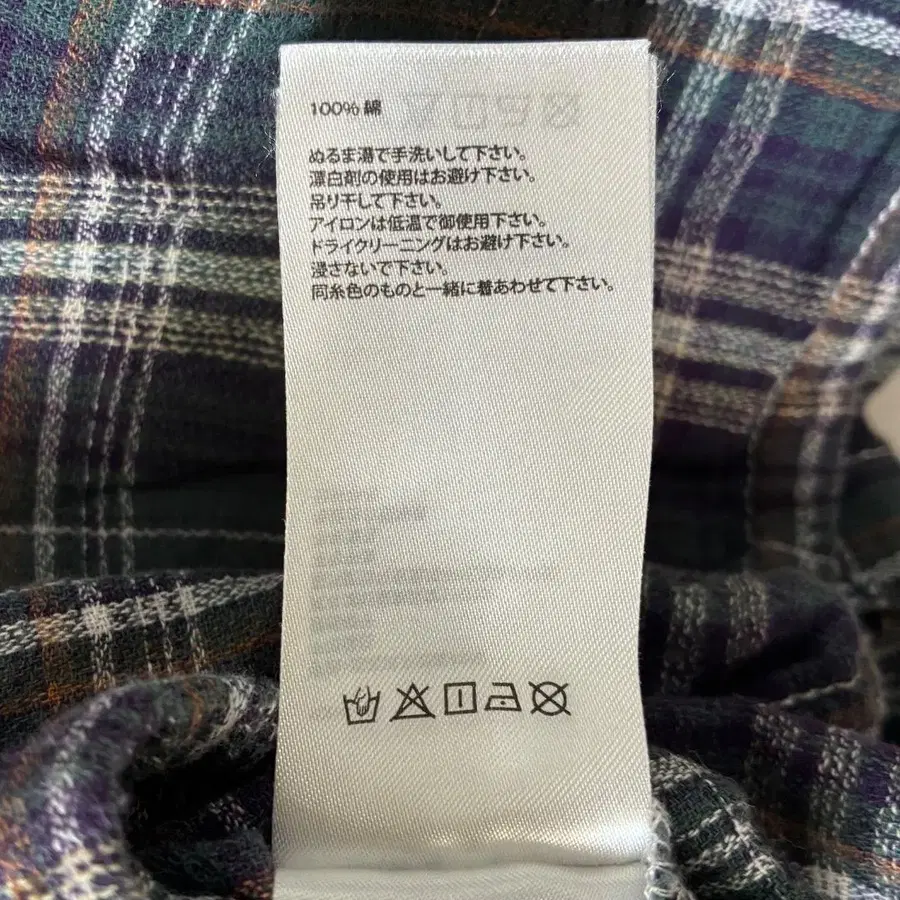 100% 綿
ぬるま湯で手洗いして下さい。
漂白剤の使用はお避け下さい。
吊り干して下さい。
アイロンは低温で御使用下さい。
ドライクリーニングはお避け下さい。
浸さないで下さい。
同系色のものと一緒に着あわせて下さい。